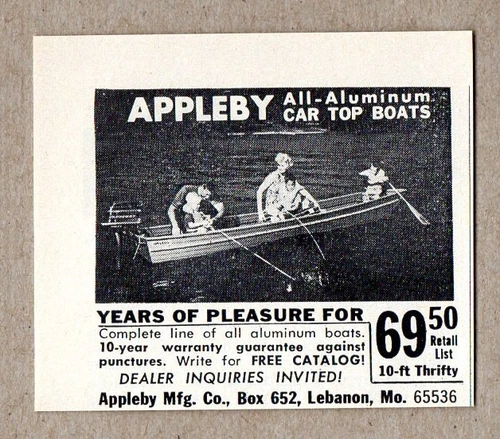 APPLEBY All-Aluminum
CAR TOP BOATS
YEARS OF PLEASURE FOR
Complete line of all aluminum boats.
10-year warranty guarantee against
punctures. Write for FREE CATALOG!
DEALER INQUIRIES INVITED!
69 50
Retail
List
10-ft Thrifty
Appleby Mfg. Co., Box 652, Lebanon, Mo. 65536